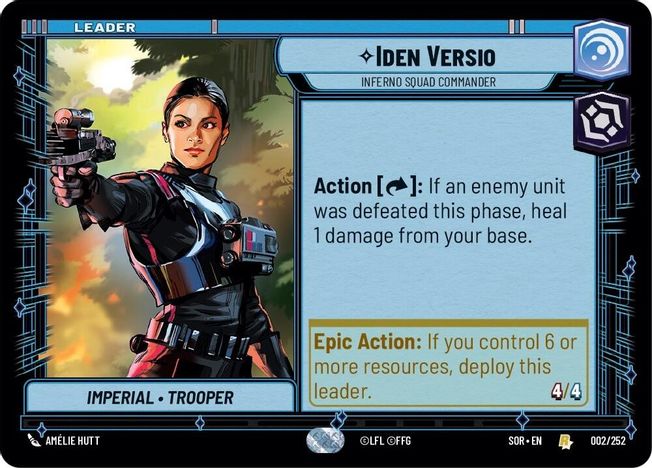 LEADER
IDEN VERSIO
INFERNO SQUAD COMMANDER
Action [ ]: If an enemy unit
was defeated this phase, heal
1 damage from your base.
Epic Action: If you control 6 or
more resources, deploy this
leader.
4/4
IMPERIAL • TROOPER
AMÉLIE HUTT
©LFL ©FFG
SOR • EN
R
002/252